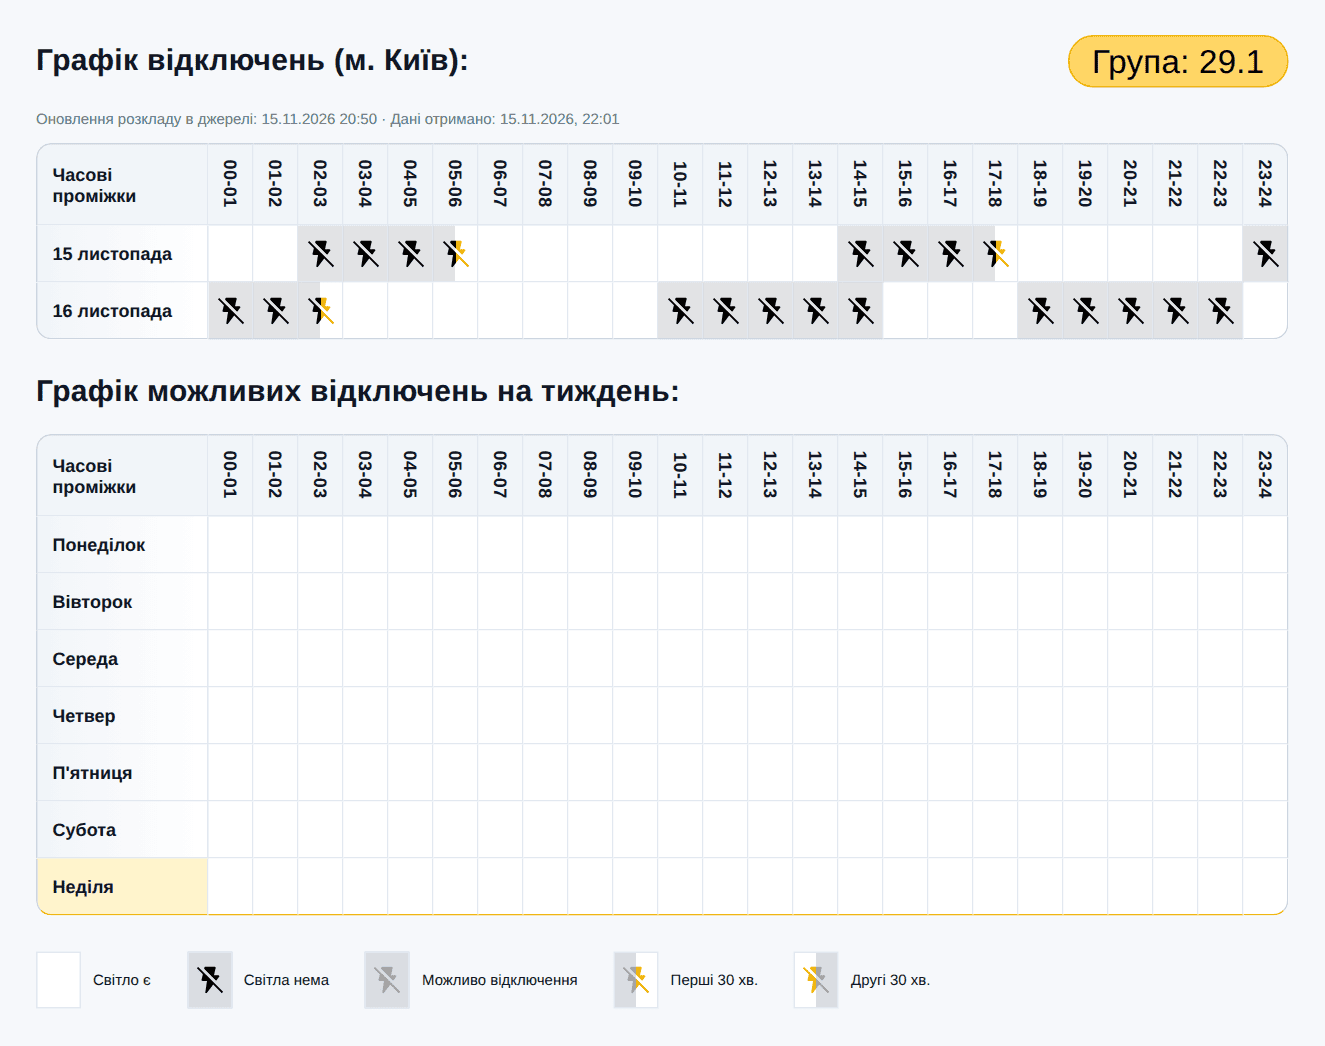 Графік відключень (м. Київ):
Група: 29.1
Оновлення розкладу в джерелі: 15.11.2026 20:50 · Дані отримано: 15.11.2026, 22:01
Часові проміжки 00-01 01-02 02-03 03-04 04-05 05-06 06-07 07-08 08-09 09-10 10-11 11-12 12-13 13-14 14-15 15-16 16-17 17-18 18-19 19-20 20-21 21-22 22-23 23-24
15 листопада
16 листопада
Графік можливих відключень на тиждень:
Часові проміжки 00-01 01-02 02-03 03-04 04-05 05-06 06-07 07-08 08-09 09-10 10-11 11-12 12-13 13-14 14-15 15-16 16-17 17-18 18-19 19-20 20-21 21-22 22-23 23-24
Понеділок
Вівторок
Середа
Четвер
П'ятниця
Субота
Неділя
Світло є Світла нема Можливо відключення Перші 30 хв. Другі 30 хв.